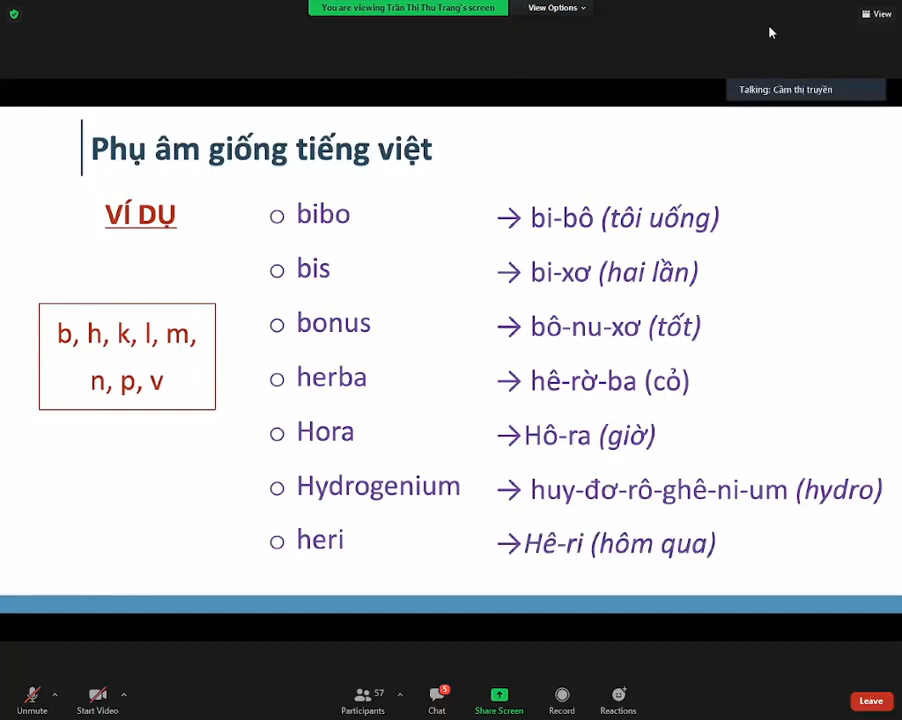 You are viewing Trần Thị Thu Trang's screen
View Options
View
Talking: Cầm thị truyền
Phụ âm giống tiếng việt
VÍ DỤ
b, h, k, l, m,
n, p, v
bibo → bi-bô (tôi uống)
bis → bi-xơ (hai lần)
bonus → bô-nu-xơ (tốt)
herba → hê-rờ-ba (cỏ)
Hora →Hô-ra (giờ)
Hydrogenium → huy-đơ-rô-ghê-ni-um (hydro)
heri →Hê-ri (hôm qua)
Unmute
Start Video
Participants 57
Chat 5
Share Screen
Record
Reactions
Leave